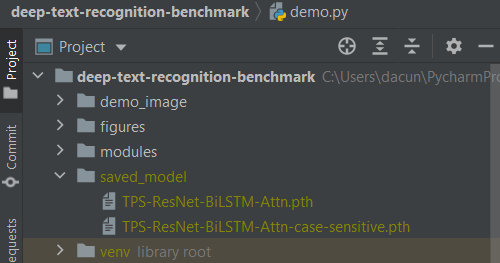 deep-text-recognition-benchmark demo.py
Project
Project
deep-text-recognition-benchmark C:\Users\dacun\PycharmPro
demo_image
figures
modules
Commit
saved_model
TPS-ResNet-BiLSTM-Attn.pth
TPS-ResNet-BiLSTM-Attn-case-sensitive.pth
equests
venv library root